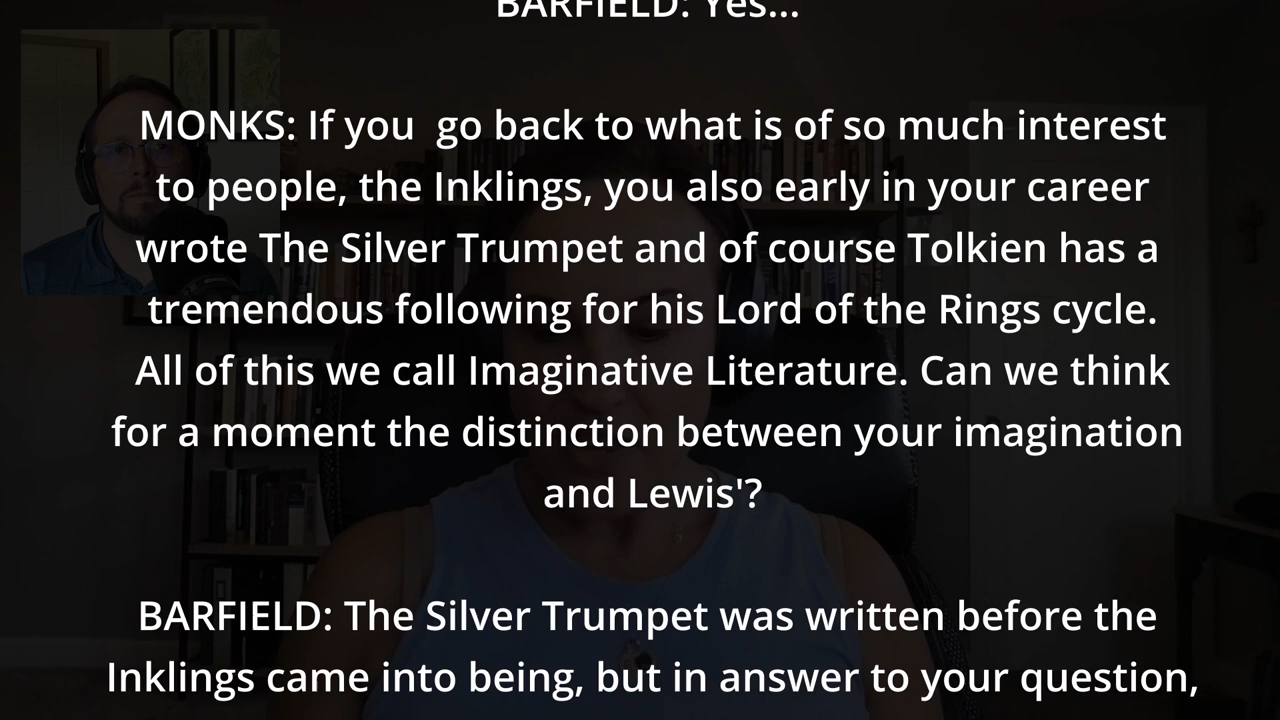 BARFIELD: Yes...
MONKS: If you  go back to what is of so much interest
to people, the Inklings, you also early in your career
wrote The Silver Trumpet and of course Tolkien has a
tremendous following for his Lord of the Rings cycle.
All of this we call Imaginative Literature. Can we think
for a moment the distinction between your imagination
and Lewis'?
BARFIELD: The Silver Trumpet was written before the
Inklings came into being, but in answer to your question,